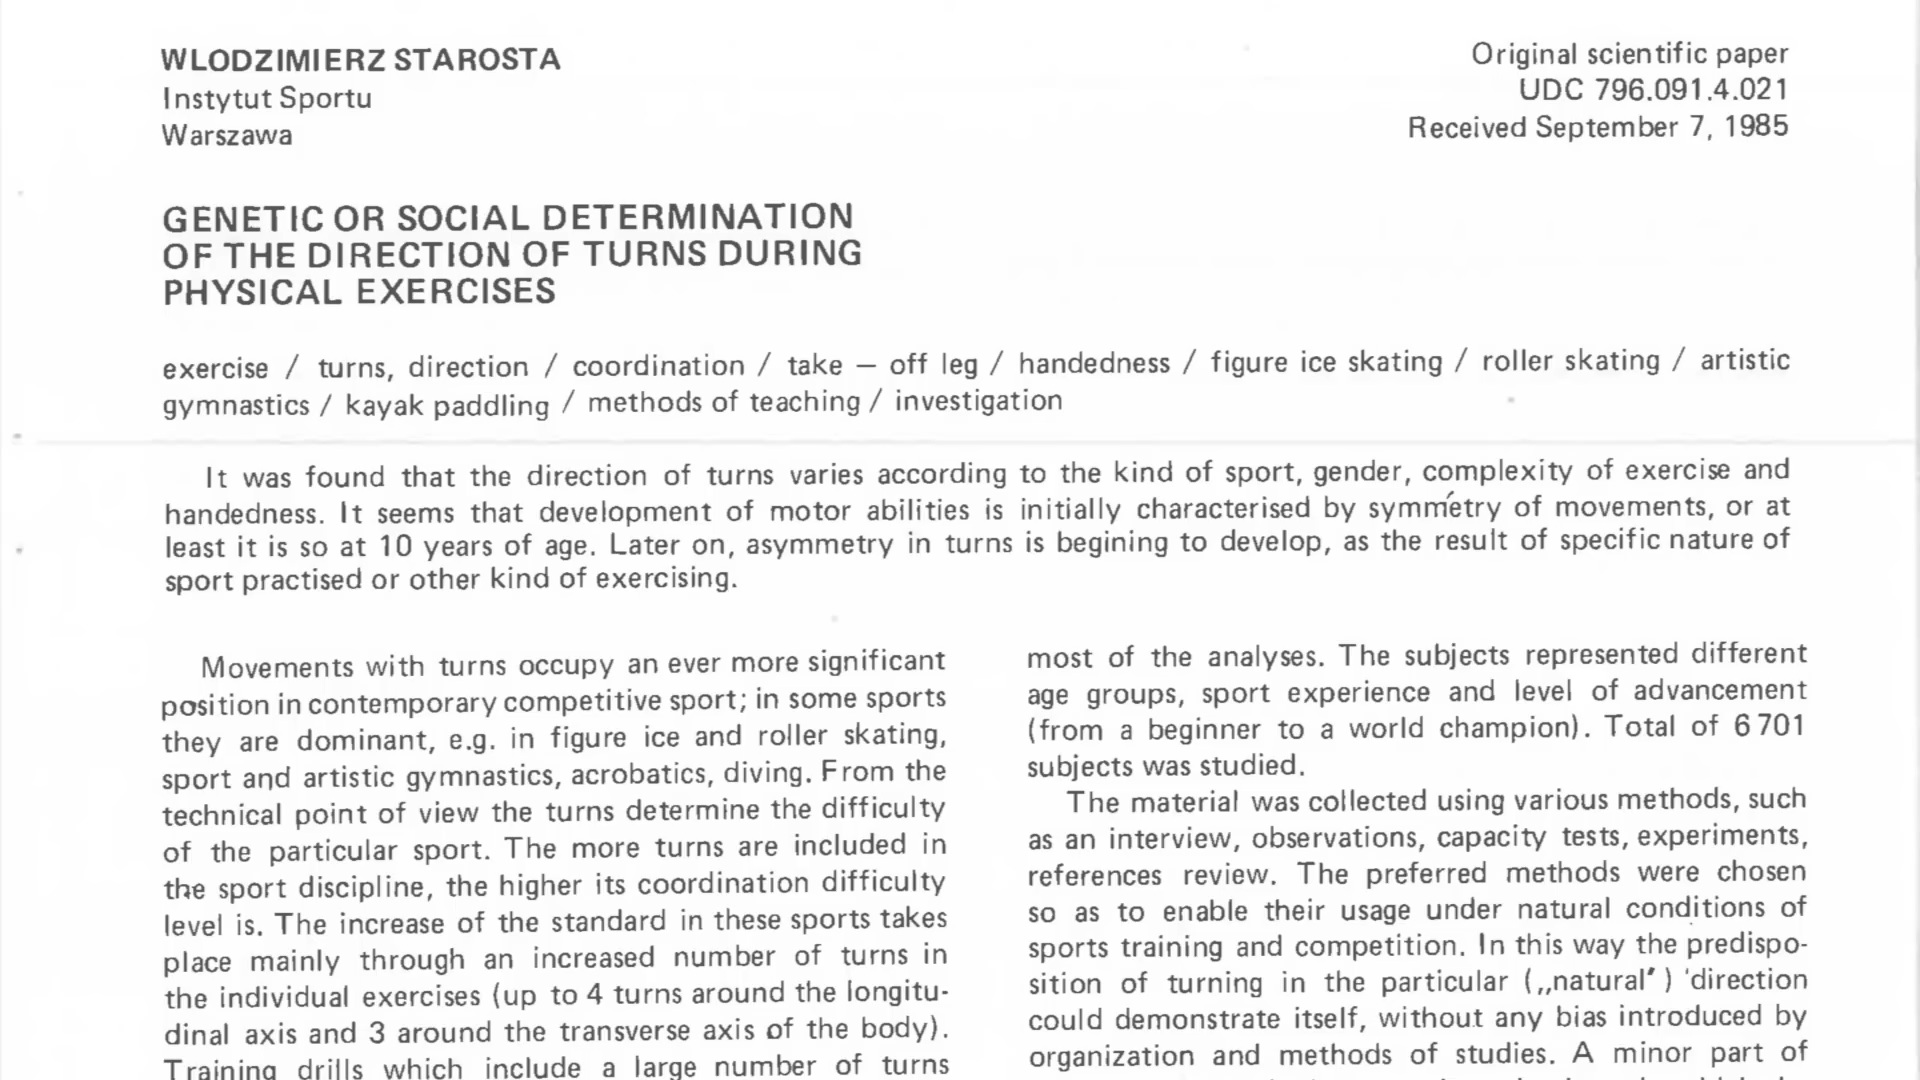 WLODZIMIERZ STAROSTA
Instytut Sportu
Warszawa
Original scientific paper
UDC 796.091.4.021
Received September 7, 1985
GENETIC OR SOCIAL DETERMINATION
OF THE DIRECTION OF TURNS DURING
PHYSICAL EXERCISES
exercise / turns, direction / coordination / take – off leg / handedness / figure ice skating / roller skating / artistic
gymnastics / kayak paddling / methods of teaching / investigation
It was found that the direction of turns varies according to the kind of sport, gender, complexity of exercise and
handedness. It seems that development of motor abilities is initially characterised by symmetry of movements, or at
least it is so at 10 years of age. Later on, asymmetry in turns is begining to develop, as the result of specific nature of
sport practised or other kind of exercising.
Movements with turns occupy an ever more significant
position in contemporary competitive sport; in some sports
they are dominant, e.g. in figure ice and roller skating,
sport and artistic gymnastics, acrobatics, diving. From the
technical point of view the turns determine the difficulty
of the particular sport. The more turns are included in
the sport discipline, the higher its coordination difficulty
level is. The increase of the standard in these sports takes
place mainly through an increased number of turns in
the individual exercises (up to 4 turns around the longitu-
dinal axis and 3 around the transverse axis of the body).
Training drills which include a large number of turns
most of the analyses. The subjects represented different
age groups, sport experience and level of advancement
(from a beginner to a world champion). Total of 6 701
subjects was studied.
The material was collected using various methods, such
as an interview, observations, capacity tests, experiments,
references review. The preferred methods were chosen
so as to enable their usage under natural conditions of
sports training and competition. In this way the predispo-
sition of turning in the particular („natural") direction
could demonstrate itself, without any bias introduced by
organization and methods of studies. A minor part of